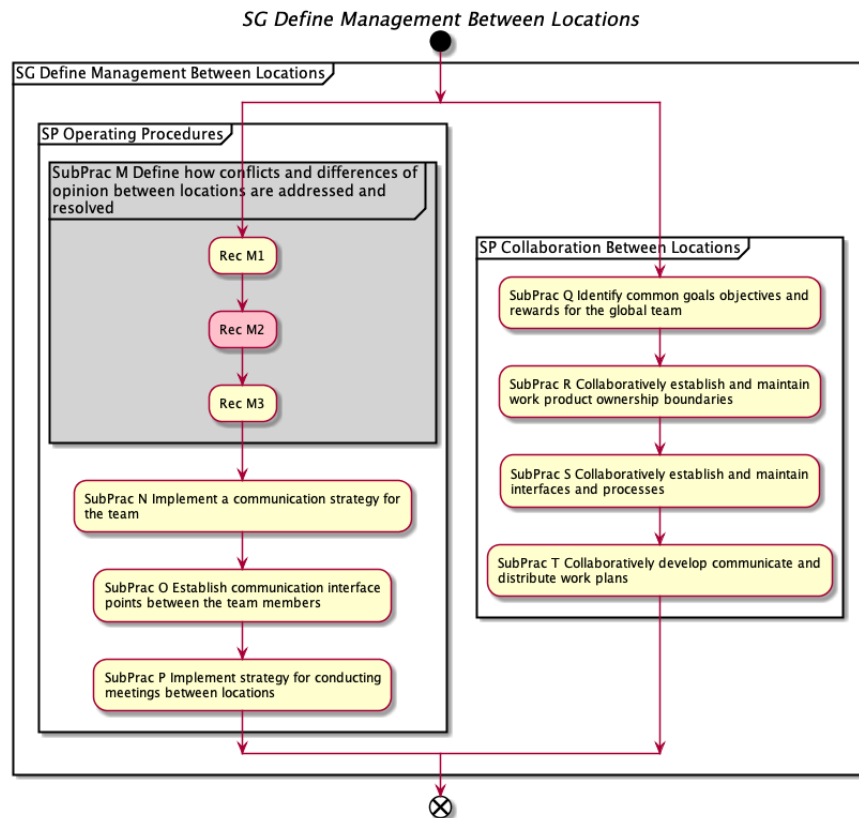 SG Define Management Between Locations
SG Define Management Between Locations
SP Operating Procedures
SubPrac M Define how conflicts and differences of
opinion between locations are addressed and
resolved
Rec M1
Rec M2
Rec M3
SubPrac N Implement a communication strategy for
the team
SubPrac O Establish communication interface
points between the team members
SubPrac P Implement strategy for conducting
meetings between locations
SP Collaboration Between Locations
SubPrac Q Identify common goals objectives and
rewards for the global team
SubPrac R Collaboratively establish and maintain
work product ownership boundaries
SubPrac S Collaboratively establish and maintain
interfaces and processes
SubPrac T Collaboratively develop communicate and
distribute work plans